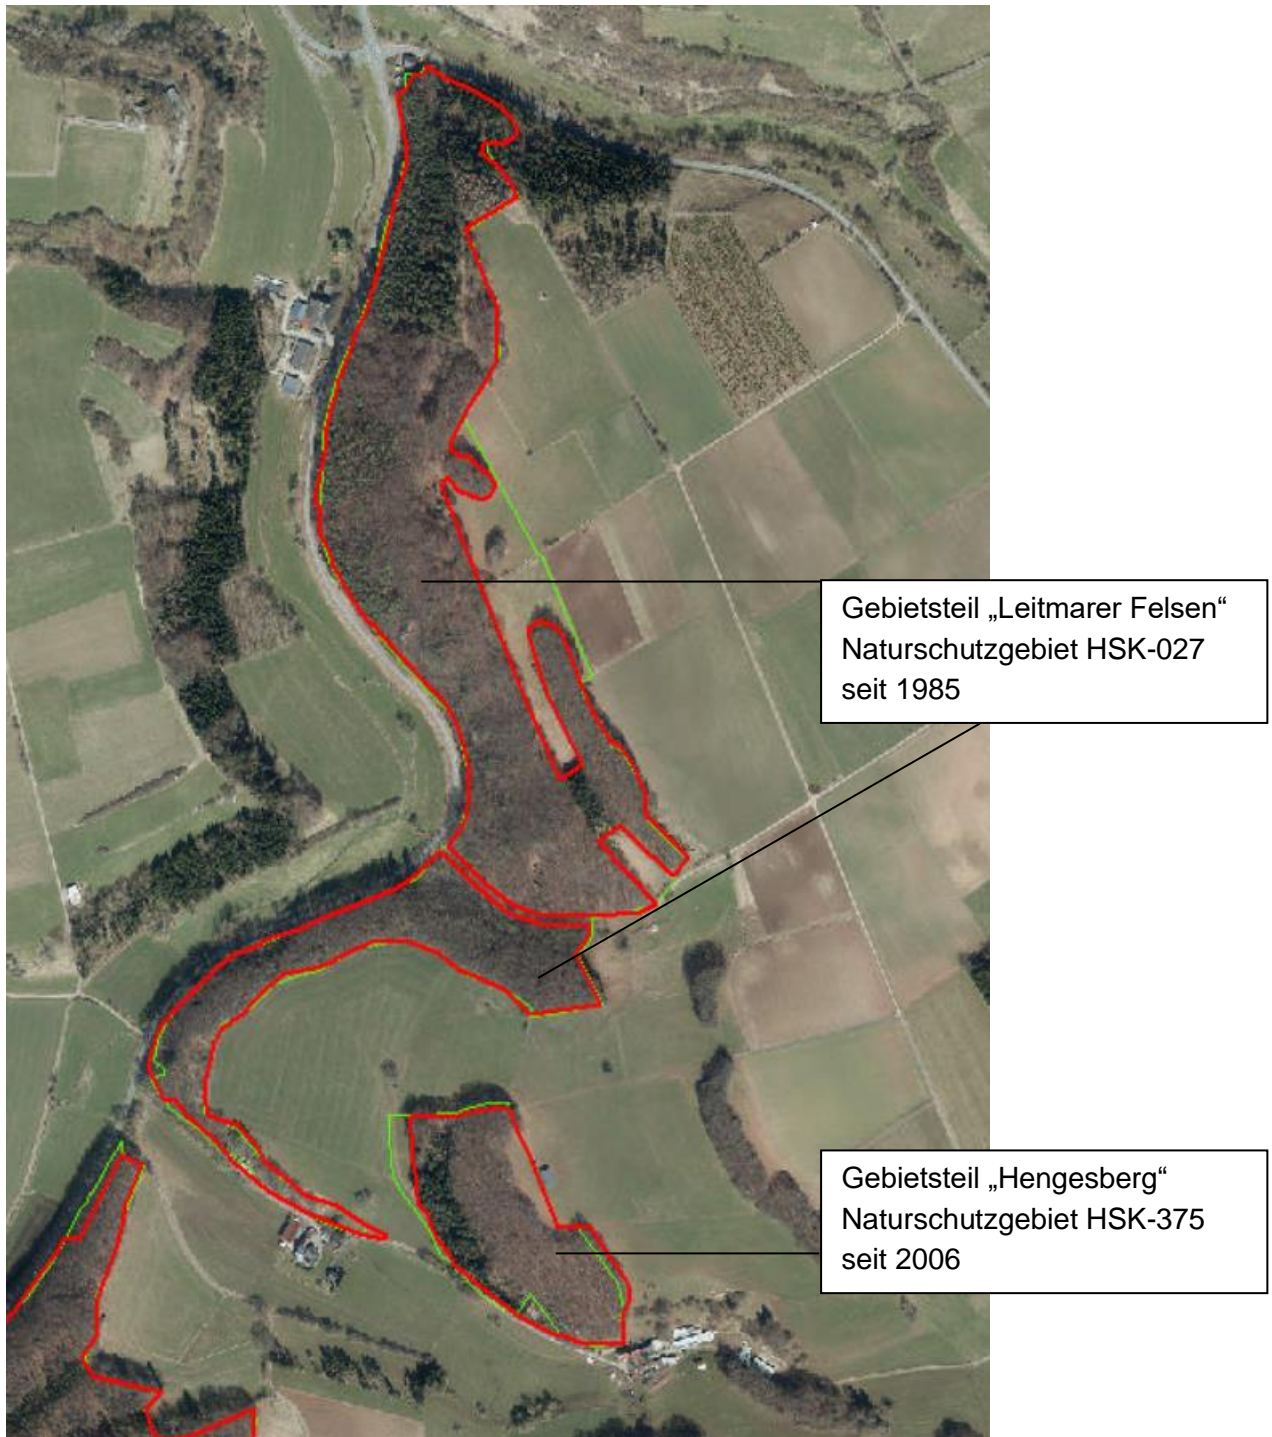 Gebietsteil „Leitmarer Felsen“
Naturschutzgebiet HSK-027
seit 1985
Gebietsteil „Hengesberg“
Naturschutzgebiet HSK-375
seit 2006